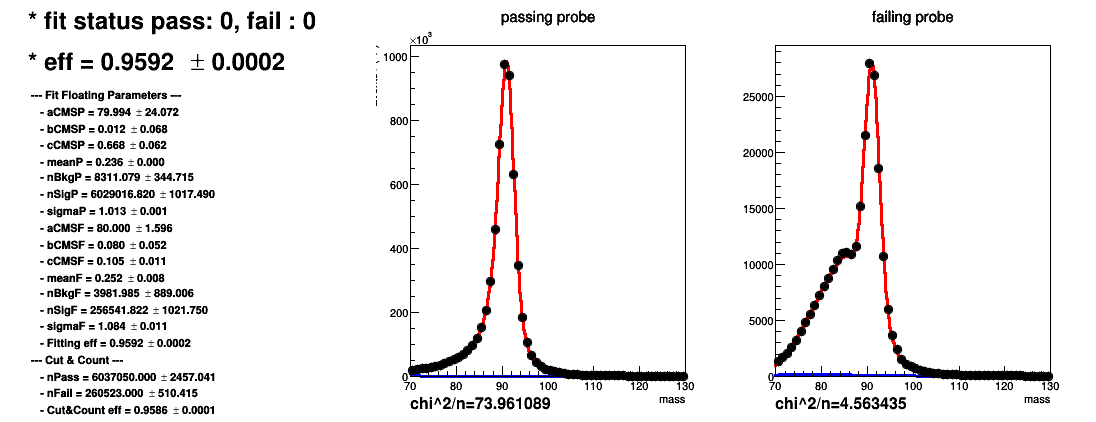 * fit status pass: 0, fail : 0
* eff = 0.9592 ± 0.0002
--- Fit Floating Parameters ---
- aCMSP = 79.994 ± 24.072
- bCMSP = 0.012 ± 0.068
- cCMSP = 0.668 ± 0.062
- meanP = 0.236 ± 0.000
- nBkgP = 8311.079 ± 344.715
- nSigP = 6029016.820 ± 1017.490
- sigmaP = 1.013 ± 0.001
- aCMSF = 80.000 ± 1.596
- bCMSF = 0.080 ± 0.052
- cCMSF = 0.105 ± 0.011
- meanF = 0.252 ± 0.008
- nBkgF = 3981.985 ± 889.006
- nSigF = 256541.822 ± 1021.750
- sigmaF = 1.084 ± 0.011
- Fitting eff = 0.9592 ± 0.0002
--- Cut & Count ---
- nPass = 6037050.000 ± 2457.041
- nFail = 260523.000 ± 510.415
- Cut&Count eff = 0.9586 ± 0.0001
passing probe
×10³
1000
800
600
400
200
0
70 80 90 100 110 120 130
mass
chi^2/n=73.961089
failing probe
25000
20000
15000
10000
5000
0
70 80 90 100 110 120 130
mass
chi^2/n=4.563435